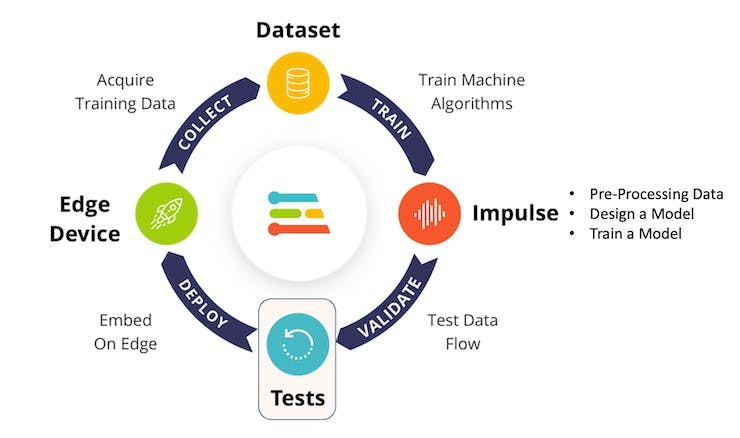 Dataset
Acquire
Training Data
COLLECT
TRAIN
Train Machine
Algorithms
Edge
Device
Impulse
• Pre-Processing Data
• Design a Model
• Train a Model
DEPLOY
VALIDATE
Embed
On Edge
Test Data
Flow
Tests